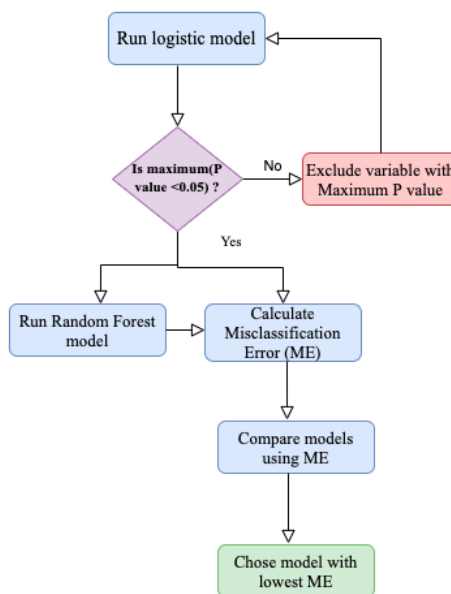 Run logistic model
Is maximum(P
value <0.05) ?
No
Exclude variable with
Maximum P value
Yes
Run Random Forest
model
Calculate
Misclassification
Error (ME)
Compare models
using ME
Chose model with
lowest ME